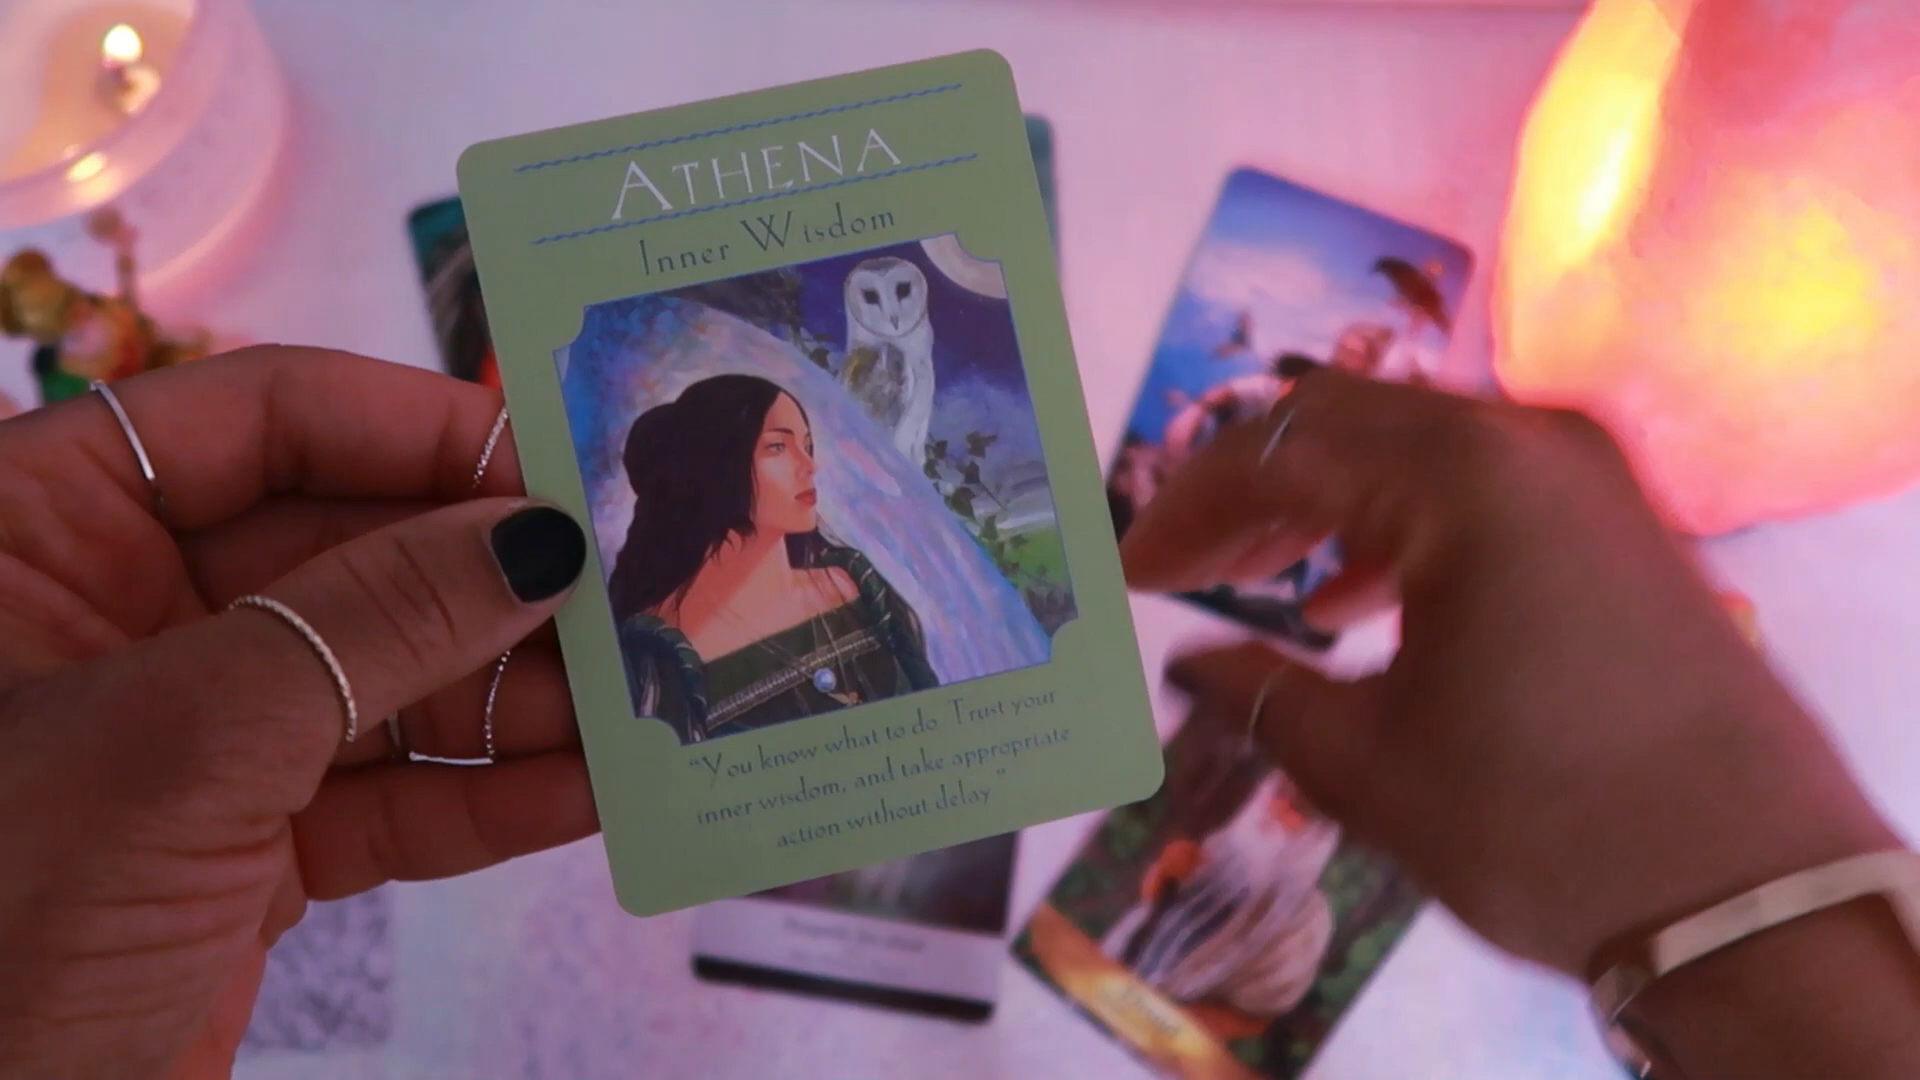 ATHENA
Inner Wisdom
"You know what to do. Trust your
inner wisdom, and take appropriate
action without delay."